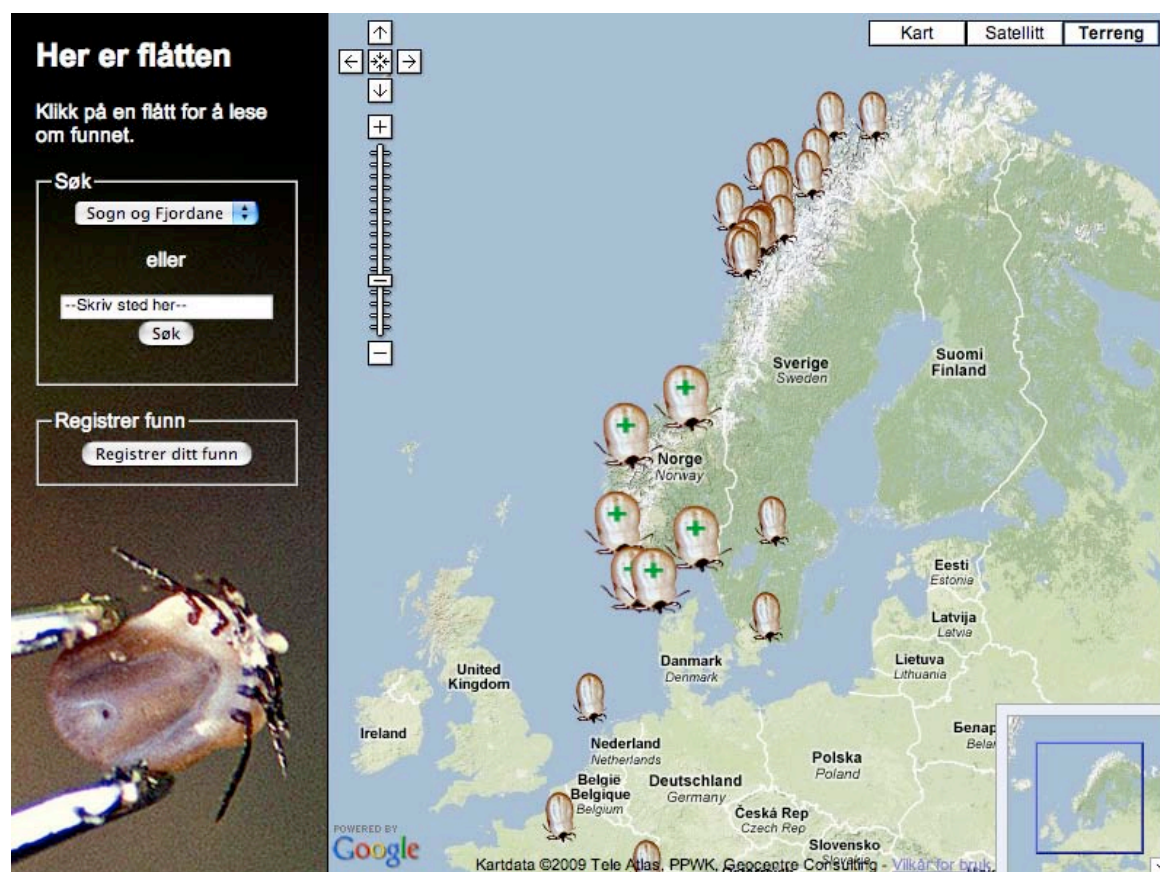 Her er flåtten
Klikk på en flått for å lese
om funnet.
Søk
Sogn og Fjordane
eller
--Skriv sted her--
Søk
Registrer funn
Registrer ditt funn
Kart
Satellitt
Terreng
Sverige
Sweden
Suomi
Finland
Norge
Norway
Eesti
Estonia
Latvija
Latvia
Lietuva
Lithuania
Danmark
Denmark
United
Kingdom
Ireland
Nederland
Netherlands
België
Belgique
Belgium
Deutschland
Germany
Polska
Poland
Česká Rep
Czech Rep
Slovensko
POWERED BY
Google
Kartdata ©2009 Tele Atlas, PPWK, Geocentre Consulting - Vilkår for bruk